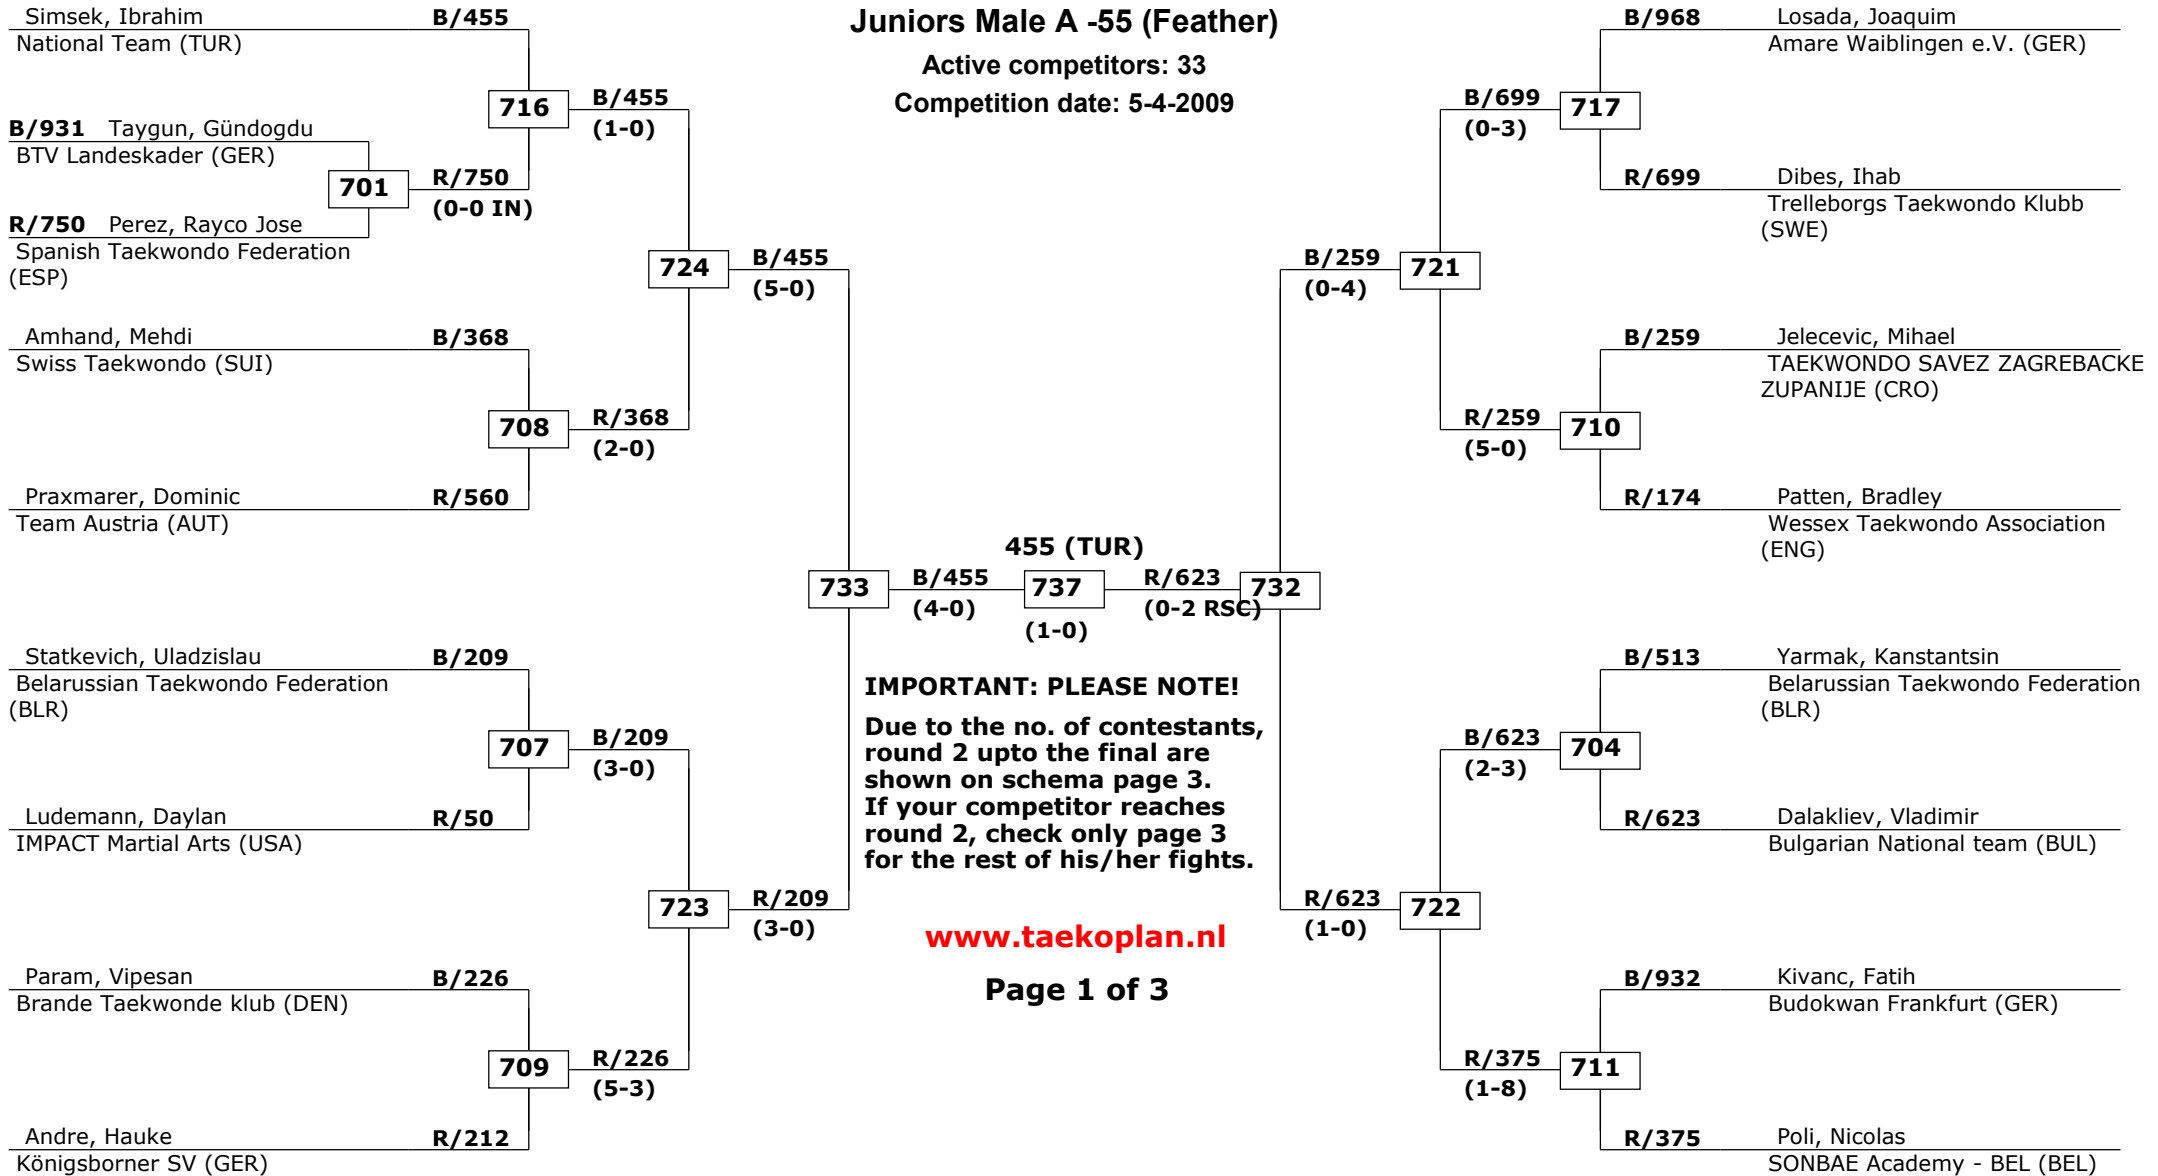 Juniors Male A -55 (Feather)
Active competitors: 33
Competition date: 5-4-2009
Simsek, Ibrahim B/455
National Team (TUR)
716 B/455
(1-0)
B/931 Taygun, Gündogdu
BTV Landeskader (GER)
701 R/750
(0-0 IN)
R/750 Perez, Rayco Jose
Spanish Taekwondo Federation
(ESP)
724 B/455
(5-0)
Amhand, Mehdi B/368
Swiss Taekwondo (SUI)
708 R/368
(2-0)
Praxmarer, Dominic R/560
Team Austria (AUT)
733 B/455
(4-0)
Statkevich, Uladzislau B/209
Belarussian Taekwondo Federation
(BLR)
707 B/209
(3-0)
Ludemann, Daylan R/50
IMPACT Martial Arts (USA)
723 R/209
(3-0)
Param, Vipesan B/226
Brande Taekwonde klub (DEN)
709 R/226
(5-3)
Andre, Hauke R/212
Königsborner SV (GER)
455 (TUR)
737
(1-0)
IMPORTANT: PLEASE NOTE!
Due to the no. of contestants,
round 2 upto the final are
shown on schema page 3.
If your competitor reaches
round 2, check only page 3
for the rest of his/her fights.
www.taekoplan.nl
Page 1 of 3
B/968 Losada, Joaquim
Amare Waiblingen e.V. (GER)
B/699 717
(0-3)
R/699 Dibes, Ihab
Trelleborgs Taekwondo Klubb
(SWE)
B/259 721
(0-4)
B/259 Jelecevic, Mihael
TAEKWONDO SAVEZ ZAGREBACKE
ZUPANIJE (CRO)
R/259 710
(5-0)
R/174 Patten, Bradley
Wessex Taekwondo Association
(ENG)
R/623 732
(0-2 RSC)
B/513 Yarmak, Kanstantsin
Belarussian Taekwondo Federation
(BLR)
B/623 704
(2-3)
R/623 Dalakliev, Vladimir
Bulgarian National team (BUL)
R/623 722
(1-0)
B/932 Kivanc, Fatih
Budokwan Frankfurt (GER)
R/375 711
(1-8)
R/375 Poli, Nicolas
SONBAE Academy - BEL (BEL)